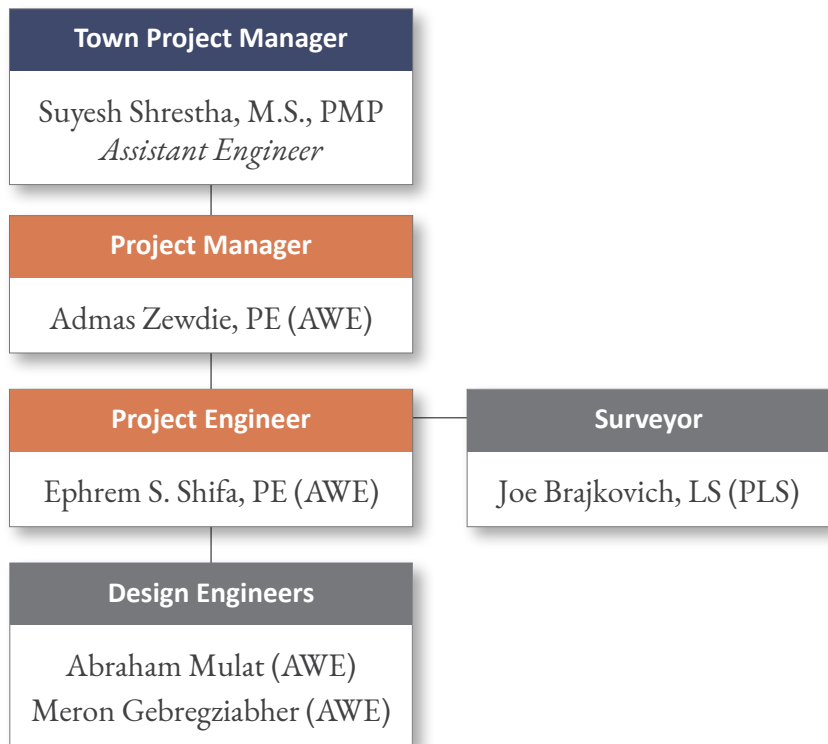 Town Project Manager
Suyesh Shrestha, M.S., PMP
Assistant Engineer
Project Manager
Admas Zewdie, PE (AWE)
Project Engineer
Ephrem S. Shifa, PE (AWE)
Surveyor
Joe Brajkovich, LS (PLS)
Design Engineers
Abraham Mulat (AWE)
Meron Gebregziabher (AWE)